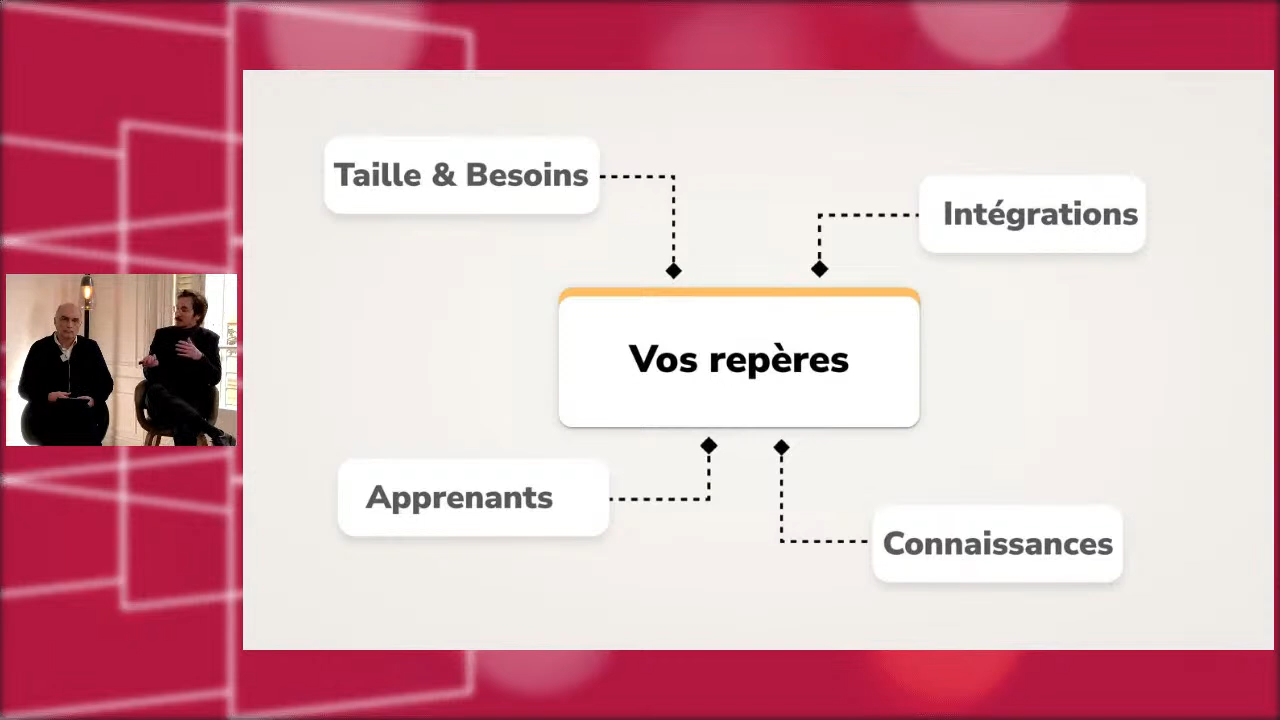 Taille & Besoins
Intégrations
Vos repères
Apprenants
Connaissances